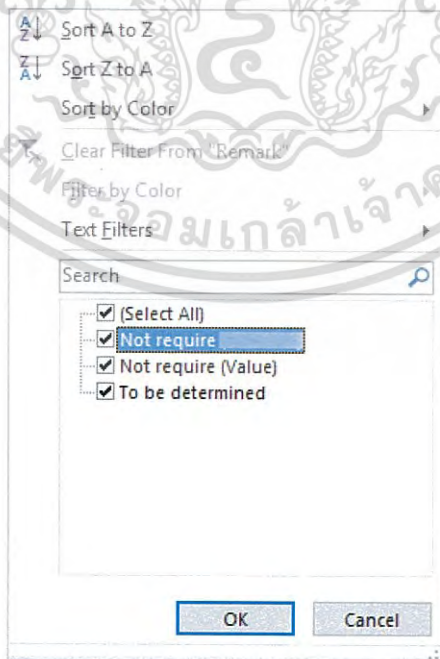 Sort A to Z
Sort Z to A
Sort by Color
Clear Filter From "Remark"
Filter by Color
Text Filters
Search
(Select All)
Not require
Not require (Value)
To be determined
OK
Cancel